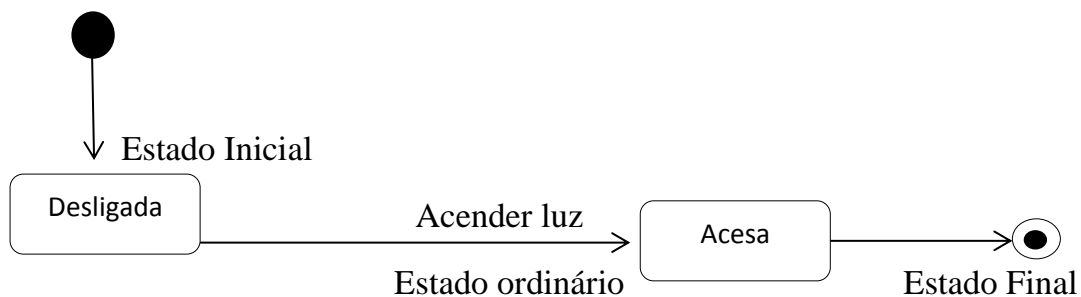 Estado Inicial
Desligada
Acender luz
Acesa
Estado ordinário
Estado Final